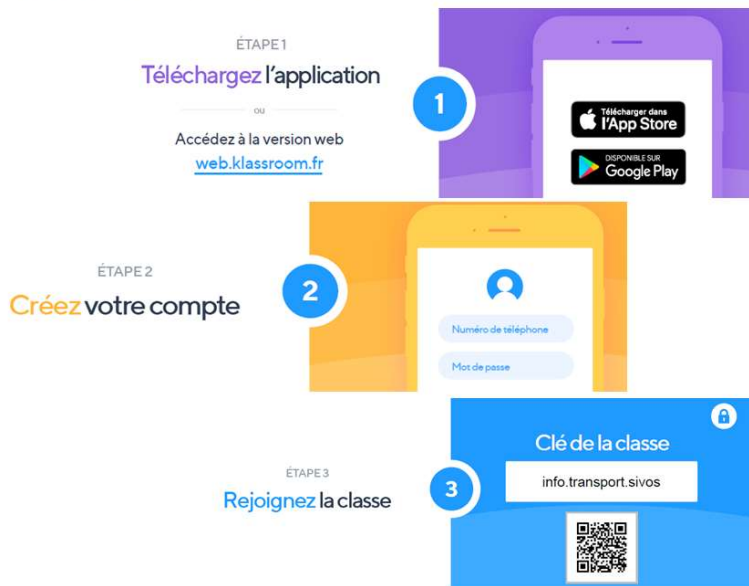 ÉTAPE 1
Téléchargez l'application
ou
Accédez à la version web
web.klassroom.fr
1
Télécharger dans
l'App Store
DISPONIBLE SUR
Google Play
ÉTAPE 2
Créez votre compte
2
Numéro de téléphone
Mot de passe
ÉTAPE 3
Rejoignez la classe
3
Clé de la classe
info.transport.sivos